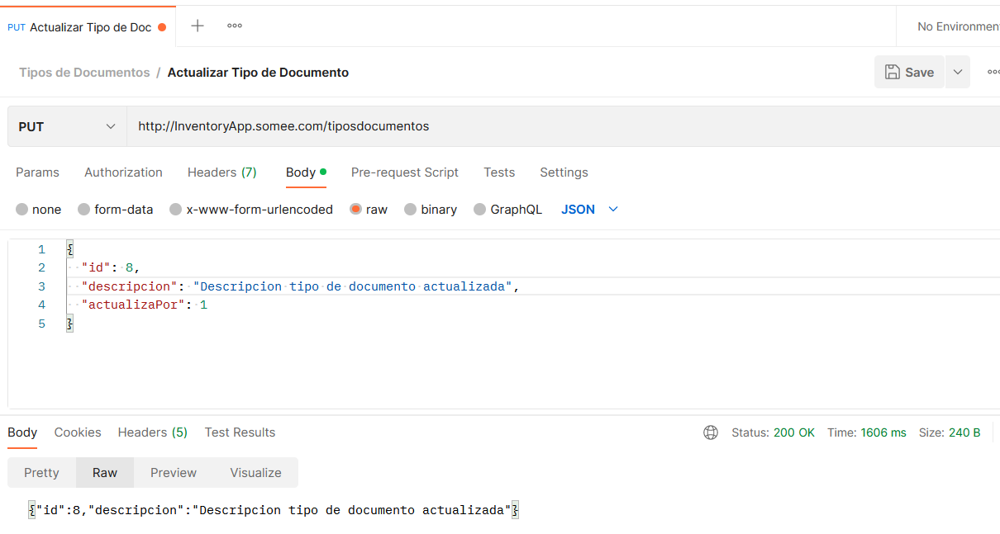 PUT Actualizar Tipo de Doc
No Environmen
Tipos de Documentos / Actualizar Tipo de Documento
Save
PUT http://InventoryApp.somee.com/tiposdocumentos
Params Authorization Headers (7) Body Pre-request Script Tests Settings
none form-data x-www-form-urlencoded raw binary GraphQL JSON
1 {
2 "id": 8,
3 "descripcion": "Descripcion tipo de documento actualizada",
4 "actualizaPor": 1
5 }
Body Cookies Headers (5) Test Results Status: 200 OK Time: 1606 ms Size: 240 B
Pretty Raw Preview Visualize
{"id":8,"descripcion":"Descripcion tipo de documento actualizada"}